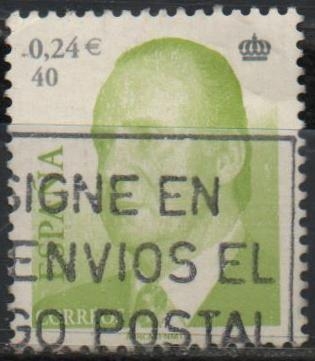 0,24 €
40
ESPAÑA
SIGNE EN
ENVIOS EL
GO POSTAL
CORREOS